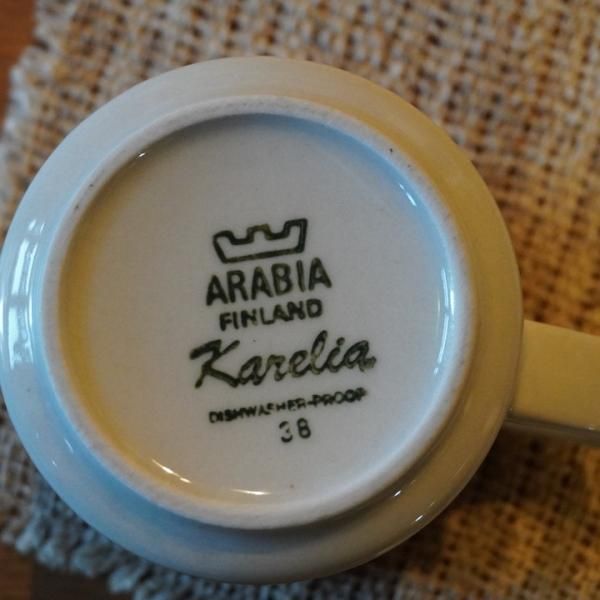 ARABIA
FINLAND
Karelia
DISHWASHER-PROOF
38